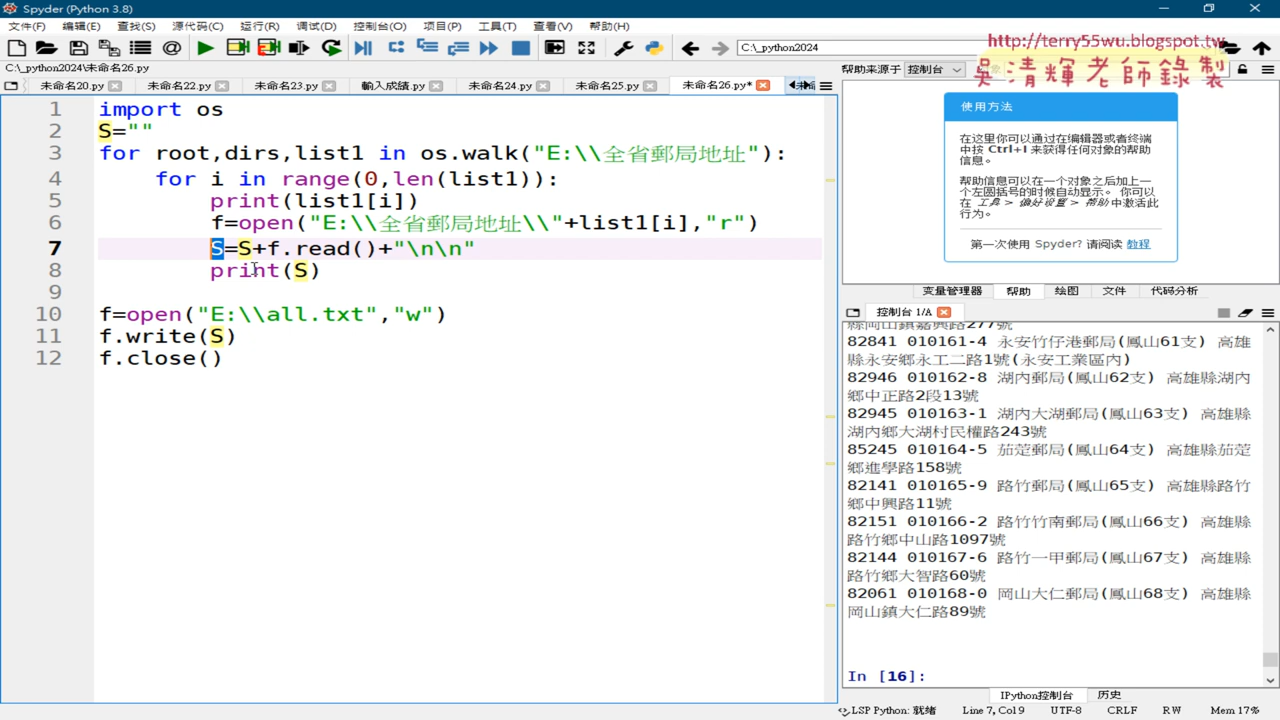 Spyder (Python 3.8)
文件(F) 编辑(E) 查找(S) 源代码(C) 运行(R) 调试(D) 控制台(O) 项目(P) 工具(T) 查看(V) 帮助(H)
C:\_python2024
http://terry55wu.blogspot.tw
吳清輝老師錄製
C:\_python2024\未命名26.py
未命名20.py 未命名22.py 未命名23.py 輸入成績.py 未命名24.py 未命名25.py 未命名26.py*
帮助来源于 控制台
1 import os
2 S=""
3 for root,dirs,list1 in os.walk("E:\\全省郵局地址"):
4 for i in range(0,len(list1)):
5 print(list1[i])
6 f=open("E:\\全省郵局地址\\"+list1[i],"r")
7 S=S+f.read()+"\n\n"
8 print(S)
9
10 f=open("E:\\all.txt","w")
11 f.write(S)
12 f.close()
使用方法
在这里你可以通过在编辑器或者终端
中按 Ctrl+I 来获得任何对象的帮助
信息。
帮助信息可以在一个对象之后加上一
个左圆括号的时候自动显示。 你可以
在 工具 > 偏好设置 > 帮助 中激活此
行为。
第一次使用 Spyder? 请阅读 教程
变量管理器 帮助 绘图 文件 代码分析
控制台 1/A
縣岡山鎮嘉興路277號
82841 010161-4 永安竹仔港郵局(鳳山61支) 高雄
縣永安鄉永工二路1號(永安工業區內)
82946 010162-8 湖內郵局(鳳山62支) 高雄縣湖內
鄉中正路2段13號
82945 010163-1 湖內大湖郵局(鳳山63支) 高雄縣
湖內鄉大湖村民權路243號
85245 010164-5 茄萣郵局(鳳山64支) 高雄縣茄萣
鄉進學路158號
82141 010165-9 路竹郵局(鳳山65支) 高雄縣路竹
鄉中興路11號
82151 010166-2 路竹竹南郵局(鳳山66支) 高雄縣
路竹鄉中山路1097號
82144 010167-6 路竹一甲郵局(鳳山67支) 高雄縣
路竹鄉大智路60號
82061 010168-0 岡山大仁郵局(鳳山68支) 高雄縣
岡山鎮大仁路89號
In [16]:
IPython控制台 历史
LSP Python: 就绪 Line 7, Col 9 UTF-8 CRLF RW Mem 17%